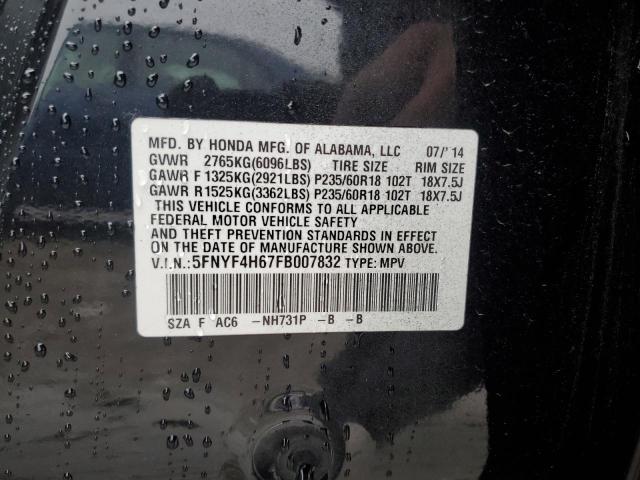 MFD. BY HONDA MFG. OF ALABAMA, LLC 07/'14
GVWR 2765KG(6096LBS) TIRE SIZE RIM SIZE
GAWR F 1325KG(2921LBS) P235/60R18 102T 18X7.5J
GAWR R1525KG(3362LBS) P235/60R18 102T 18X7.5J
THIS VEHICLE CONFORMS TO ALL APPLICABLE
FEDERAL MOTOR VEHICLE SAFETY
AND THEFT PREVENTION STANDARDS IN EFFECT
ON THE DATE OF MANUFACTURE SHOWN ABOVE.
V.I.N.:5FNYF4H67FB007832 TYPE: MPV
SZA F AC6 -NH731P -B -B